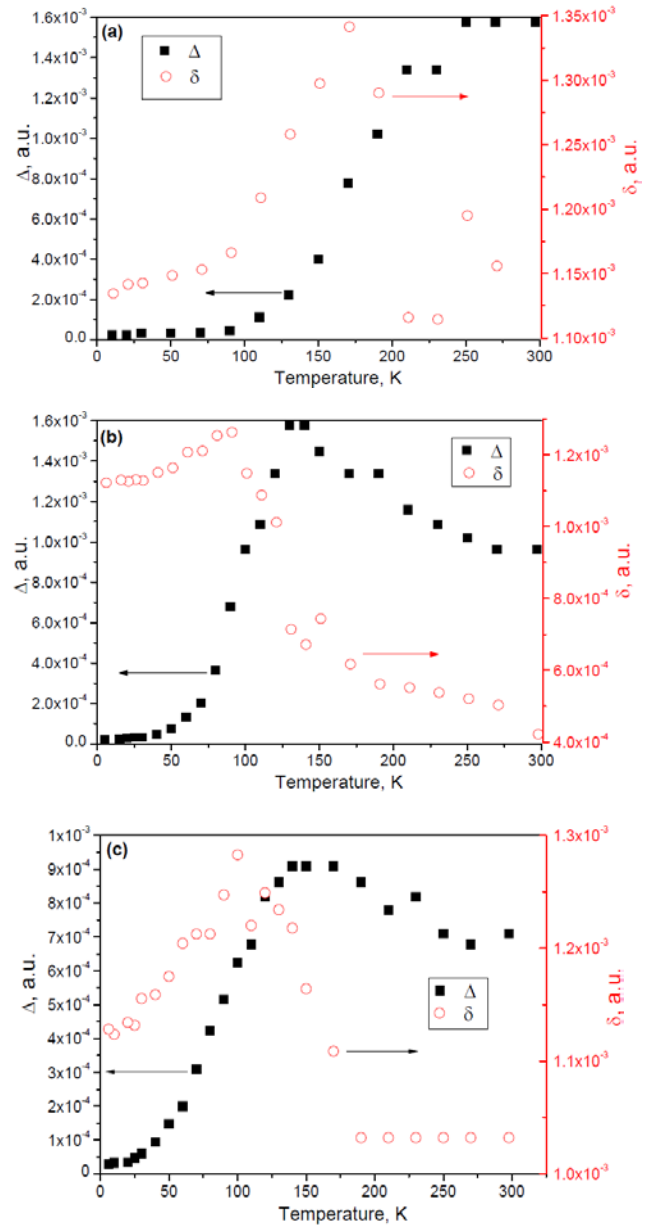 (a)
Δ
δ
Δ, a.u.
1.6x10⁻³
1.4x10⁻³
1.2x10⁻³
1.0x10⁻³
8.0x10⁻⁴
6.0x10⁻⁴
4.0x10⁻⁴
2.0x10⁻⁴
0.0
1.35x10⁻³
1.30x10⁻³
1.25x10⁻³
1.20x10⁻³
1.15x10⁻³
1.10x10⁻³
δ, a.u.
0 50 100 150 200 250 300
Temperature, K
(b)
Δ
δ
Δ, a.u.
1.6x10⁻³
1.4x10⁻³
1.2x10⁻³
1.0x10⁻³
8.0x10⁻⁴
6.0x10⁻⁴
4.0x10⁻⁴
2.0x10⁻⁴
0.0
1.2x10⁻³
1.0x10⁻³
8.0x10⁻⁴
6.0x10⁻⁴
4.0x10⁻⁴
δ, a.u.
0 50 100 150 200 250 300
Temperature, K
(c)
Δ
δ
Δ, a.u.
1x10⁻³
9x10⁻⁴
8x10⁻⁴
7x10⁻⁴
6x10⁻⁴
5x10⁻⁴
4x10⁻⁴
3x10⁻⁴
2x10⁻⁴
1x10⁻⁴
0
1.3x10⁻³
1.2x10⁻³
1.1x10⁻³
1.0x10⁻³
δ, a.u.
0 50 100 150 200 250 300
Temperature, K